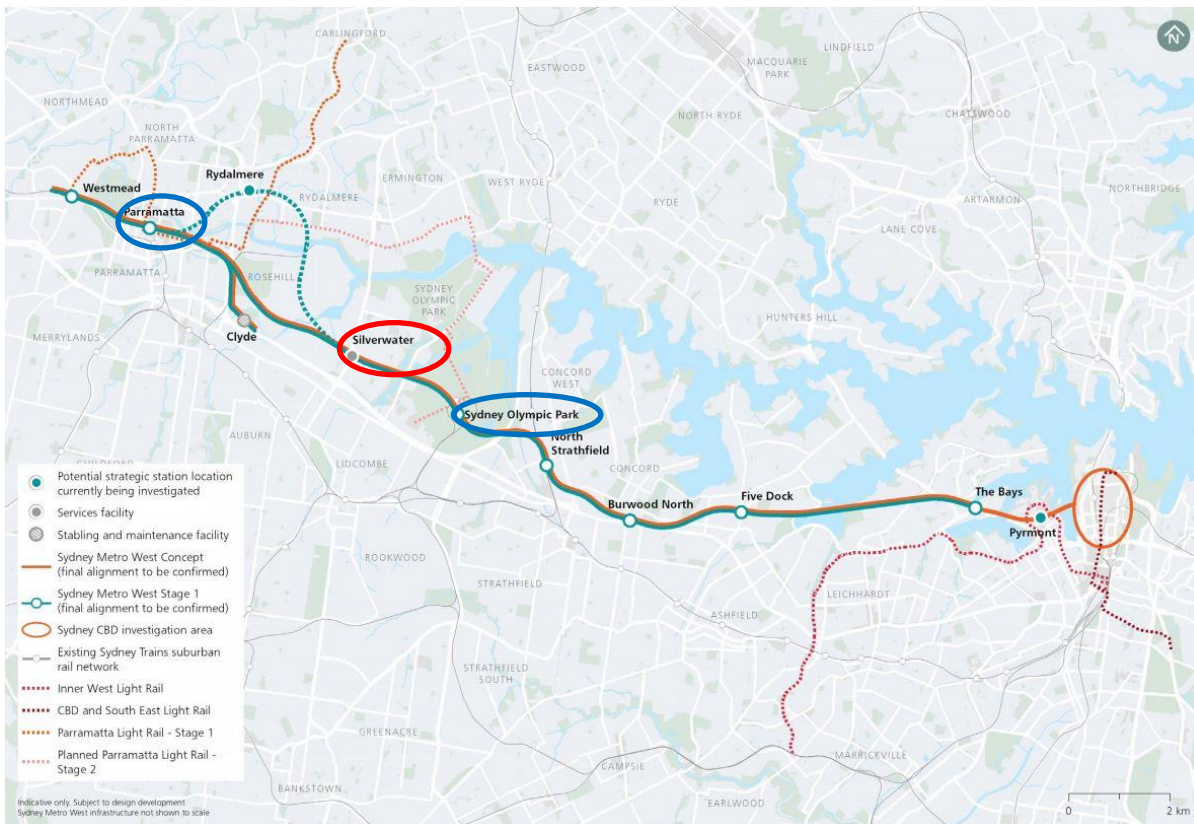 N
CARLINGFORD
LINDFIELD
EASTWOOD
MACQUARIE
PARK
NORTHMEAD
NORTH
PARRAMATTA
NORTH RYDE
CHATSWOOD
Rydalmere
ERMINGTON
WEST RYDE
Westmead
RYDALMERE
RYDE
NORTHBRIDGE
ARTARMON
Parramatta
LANE COVE
PARRAMATTA
ROSEHILL
SYDNEY
OLYMPIC
PARK
HUNTERS HILL
MERRYLANDS
Clyde
Silverwater
CONCORD
WEST
Sydney Olympic Park
AUBURN
North
Strathfield
LIDCOMBE
CONCORD
GUILDFORD
Burwood North
Five Dock
The Bays
Pyrmont
ROOKWOOD
STRATHFIELD
LEICHHARDT
ASHFIELD
STRATHFIELD
SOUTH
GREENACRE
MARRICKVILLE
CAMPSIE
BANKSTOWN
EARLWOOD
Potential strategic station location
currently being investigated
Services facility
Stabling and maintenance facility
Sydney Metro West Concept
(final alignment to be confirmed)
Sydney Metro West Stage 1
(final alignment to be confirmed)
Sydney CBD investigation area
Existing Sydney Trains suburban
rail network
Inner West Light Rail
CBD and South East Light Rail
Parramatta Light Rail - Stage 1
Planned Parramatta Light Rail -
Stage 2
Indicative only. Subject to design development
Sydney Metro West infrastructure not shown to scale
0 2 km